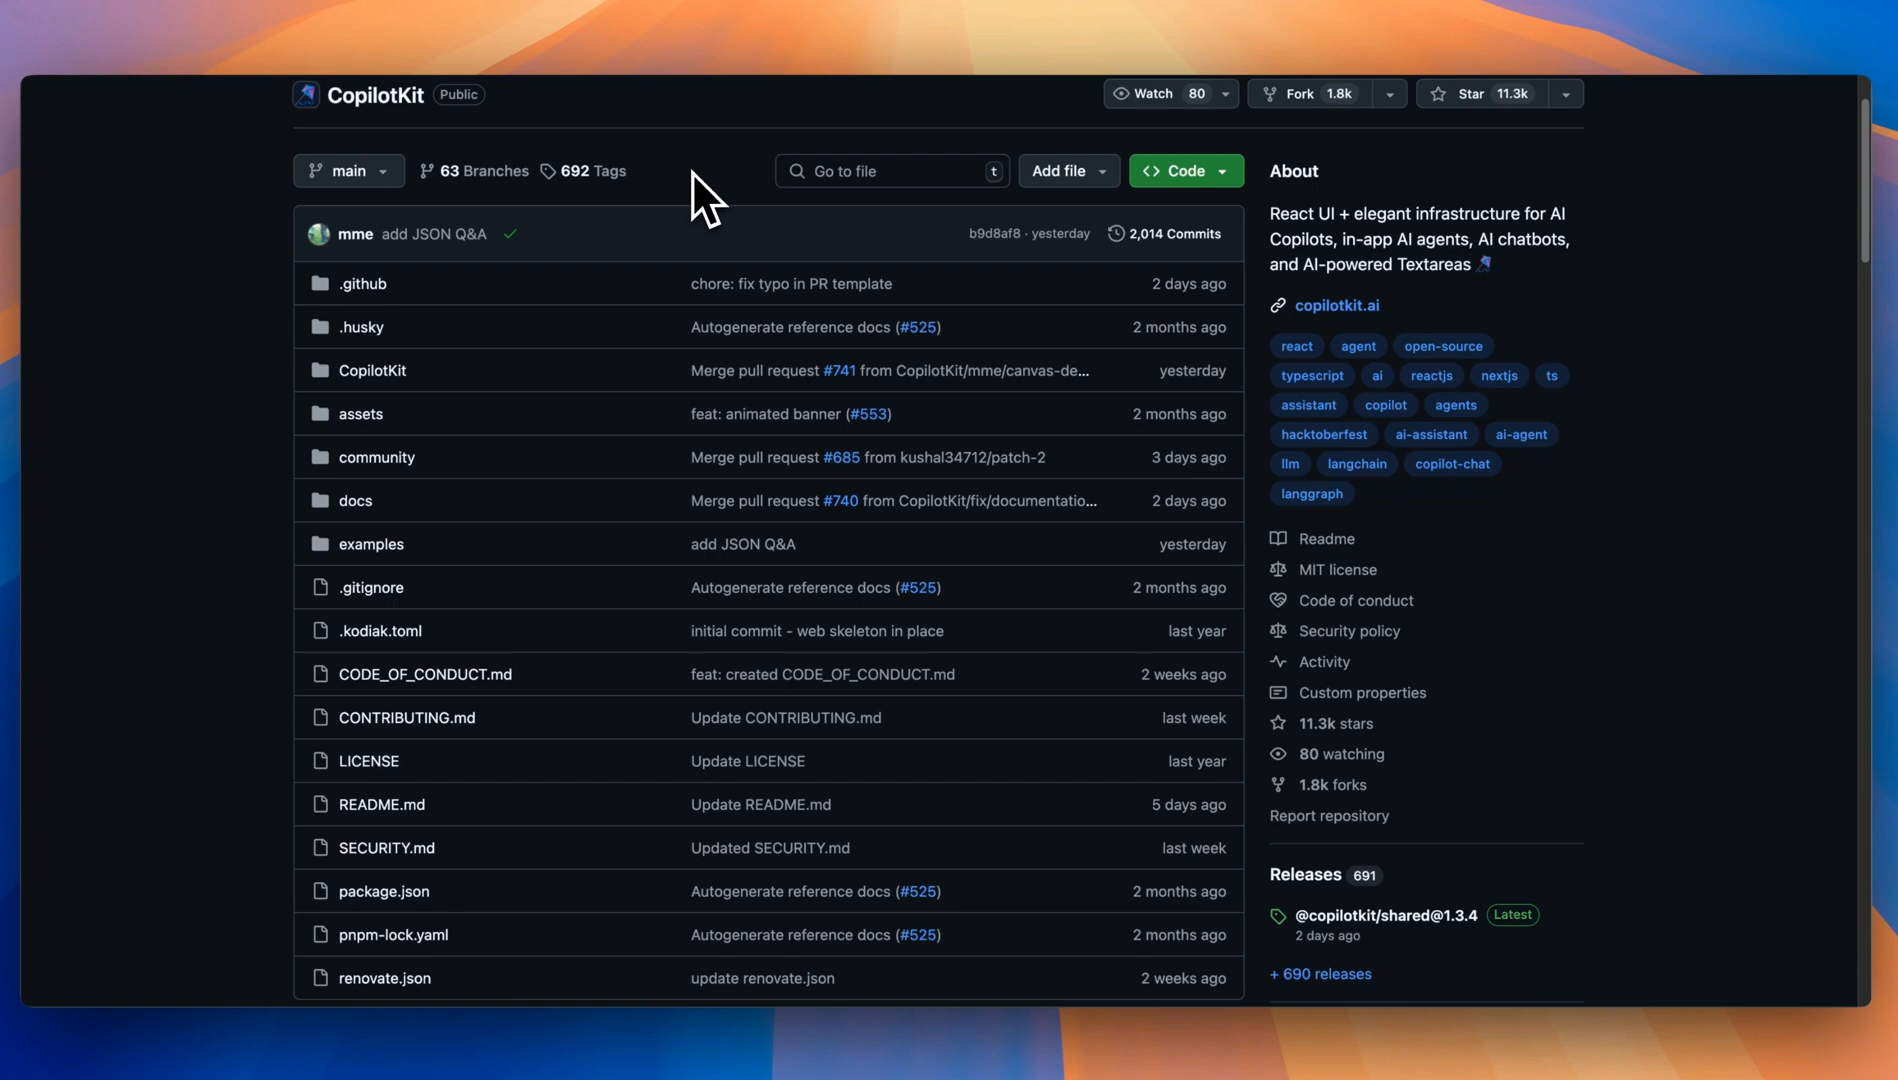 CopilotKit Public
Watch 80
Fork 1.8k
Star 11.3k
main
63 Branches
692 Tags
Go to file t
Add file
Code
mme add JSON Q&A
b9d8af8 · yesterday
2,014 Commits
.github chore: fix typo in PR template 2 days ago
.husky Autogenerate reference docs (#525) 2 months ago
CopilotKit Merge pull request #741 from CopilotKit/mme/canvas-de... yesterday
assets feat: animated banner (#553) 2 months ago
community Merge pull request #685 from kushal34712/patch-2 3 days ago
docs Merge pull request #740 from CopilotKit/fix/documentatio... 2 days ago
examples add JSON Q&A yesterday
.gitignore Autogenerate reference docs (#525) 2 months ago
.kodiak.toml initial commit - web skeleton in place last year
CODE_OF_CONDUCT.md feat: created CODE_OF_CONDUCT.md 2 weeks ago
CONTRIBUTING.md Update CONTRIBUTING.md last week
LICENSE Update LICENSE last year
README.md Update README.md 5 days ago
SECURITY.md Updated SECURITY.md last week
package.json Autogenerate reference docs (#525) 2 months ago
pnpm-lock.yaml Autogenerate reference docs (#525) 2 months ago
renovate.json update renovate.json 2 weeks ago
About
React UI + elegant infrastructure for AI
Copilots, in-app AI agents, AI chatbots,
and AI-powered Textareas
copilotkit.ai
react agent open-source
typescript ai reactjs nextjs ts
assistant copilot agents
hacktoberfest ai-assistant ai-agent
llm langchain copilot-chat
langgraph
Readme
MIT license
Code of conduct
Security policy
Activity
Custom properties
11.3k stars
80 watching
1.8k forks
Report repository
Releases 691
@copilotkit/shared@1.3.4 Latest
2 days ago
+ 690 releases